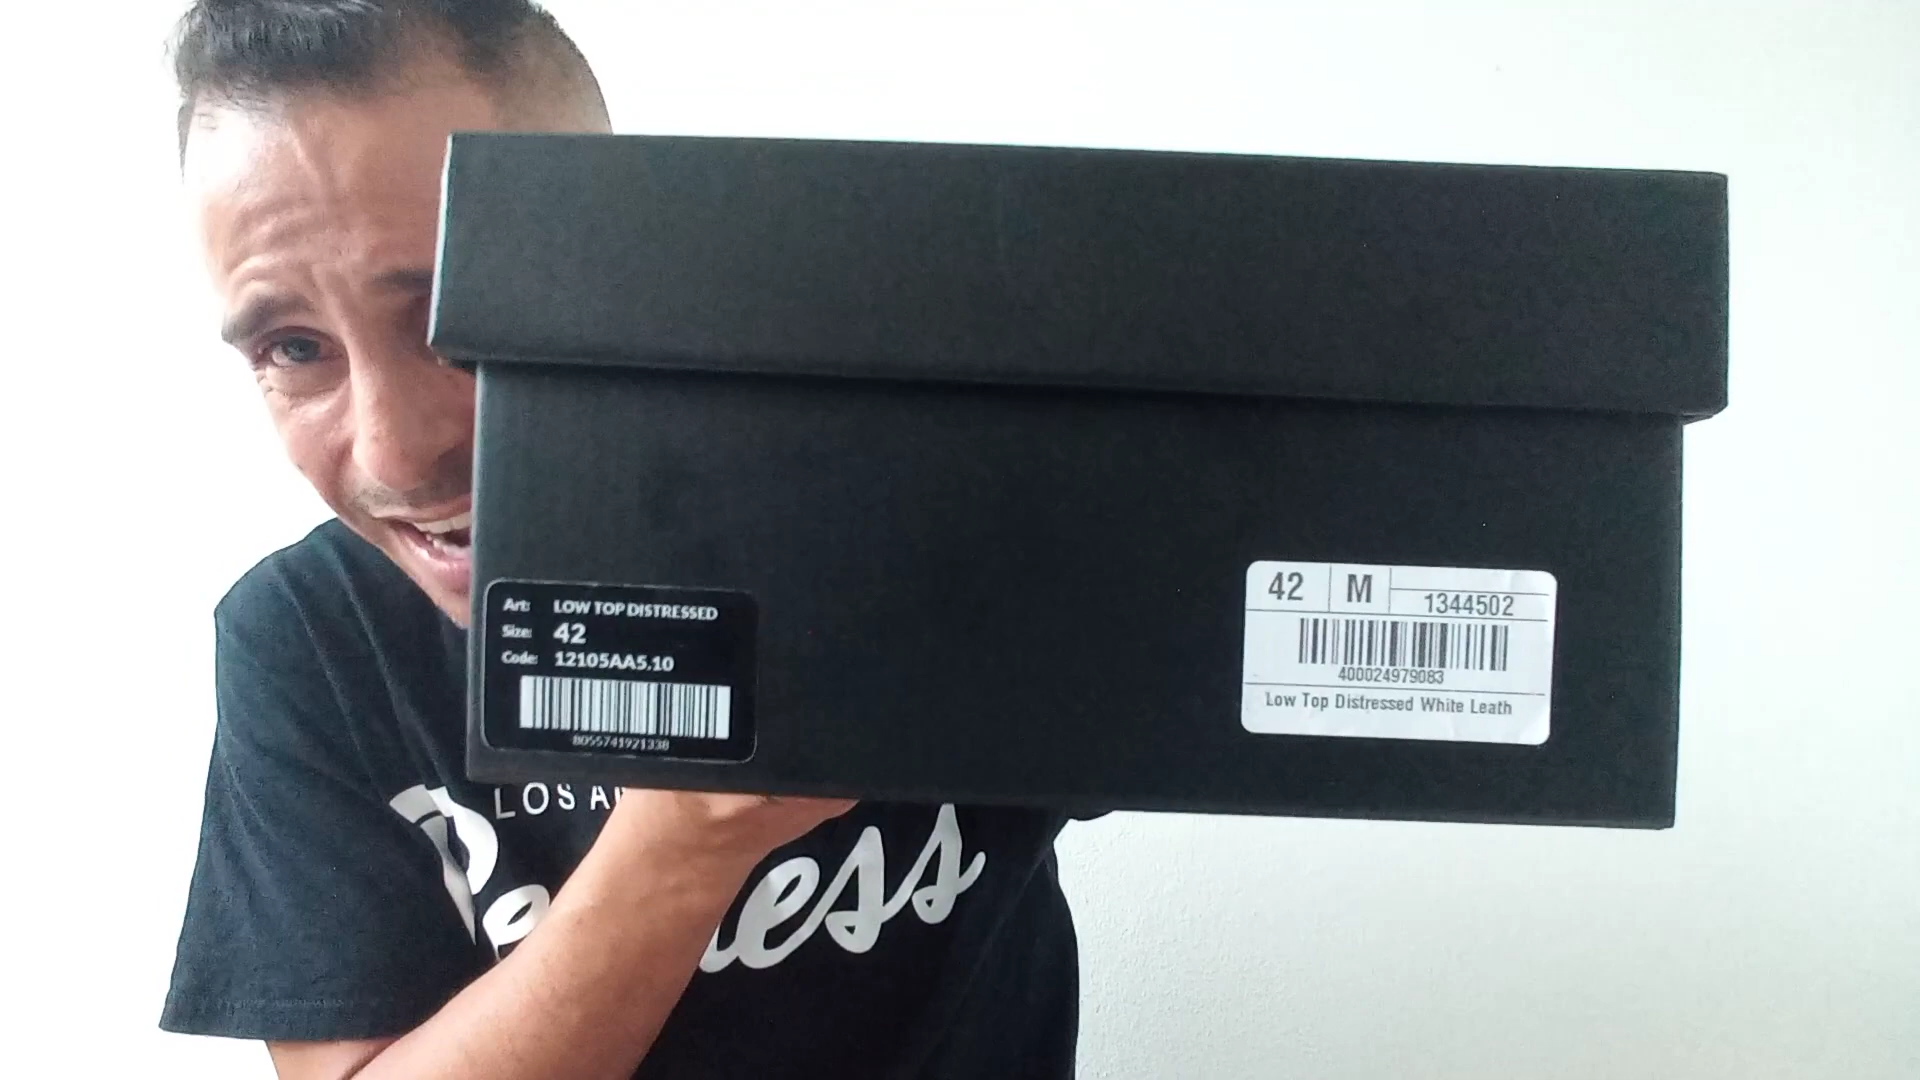 Art: LOW TOP DISTRESSED
Size: 42
Code: 12105AA5.10
8055741921338
42 M 1344502
400024979083
Low Top Distressed White Leath
LOS